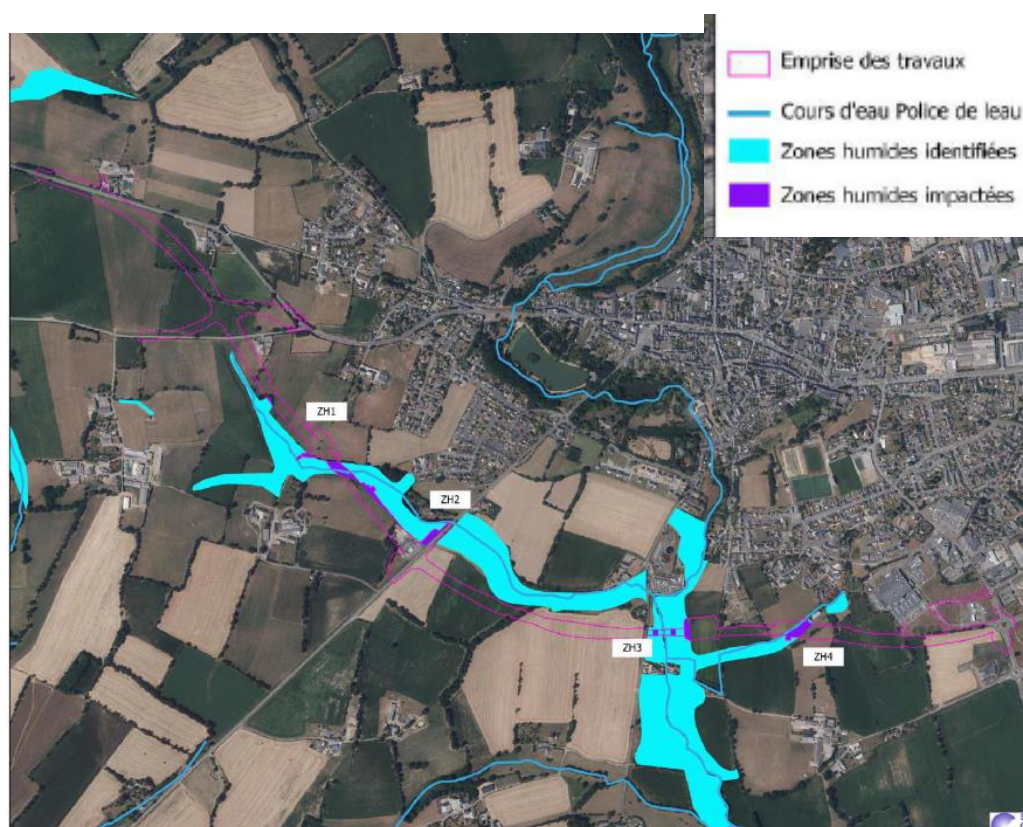 Emprise des travaux
Cours d'eau Police de leau
Zones humides identifiées
Zones humides impactées
ZH1
ZH2
ZH3
ZH4